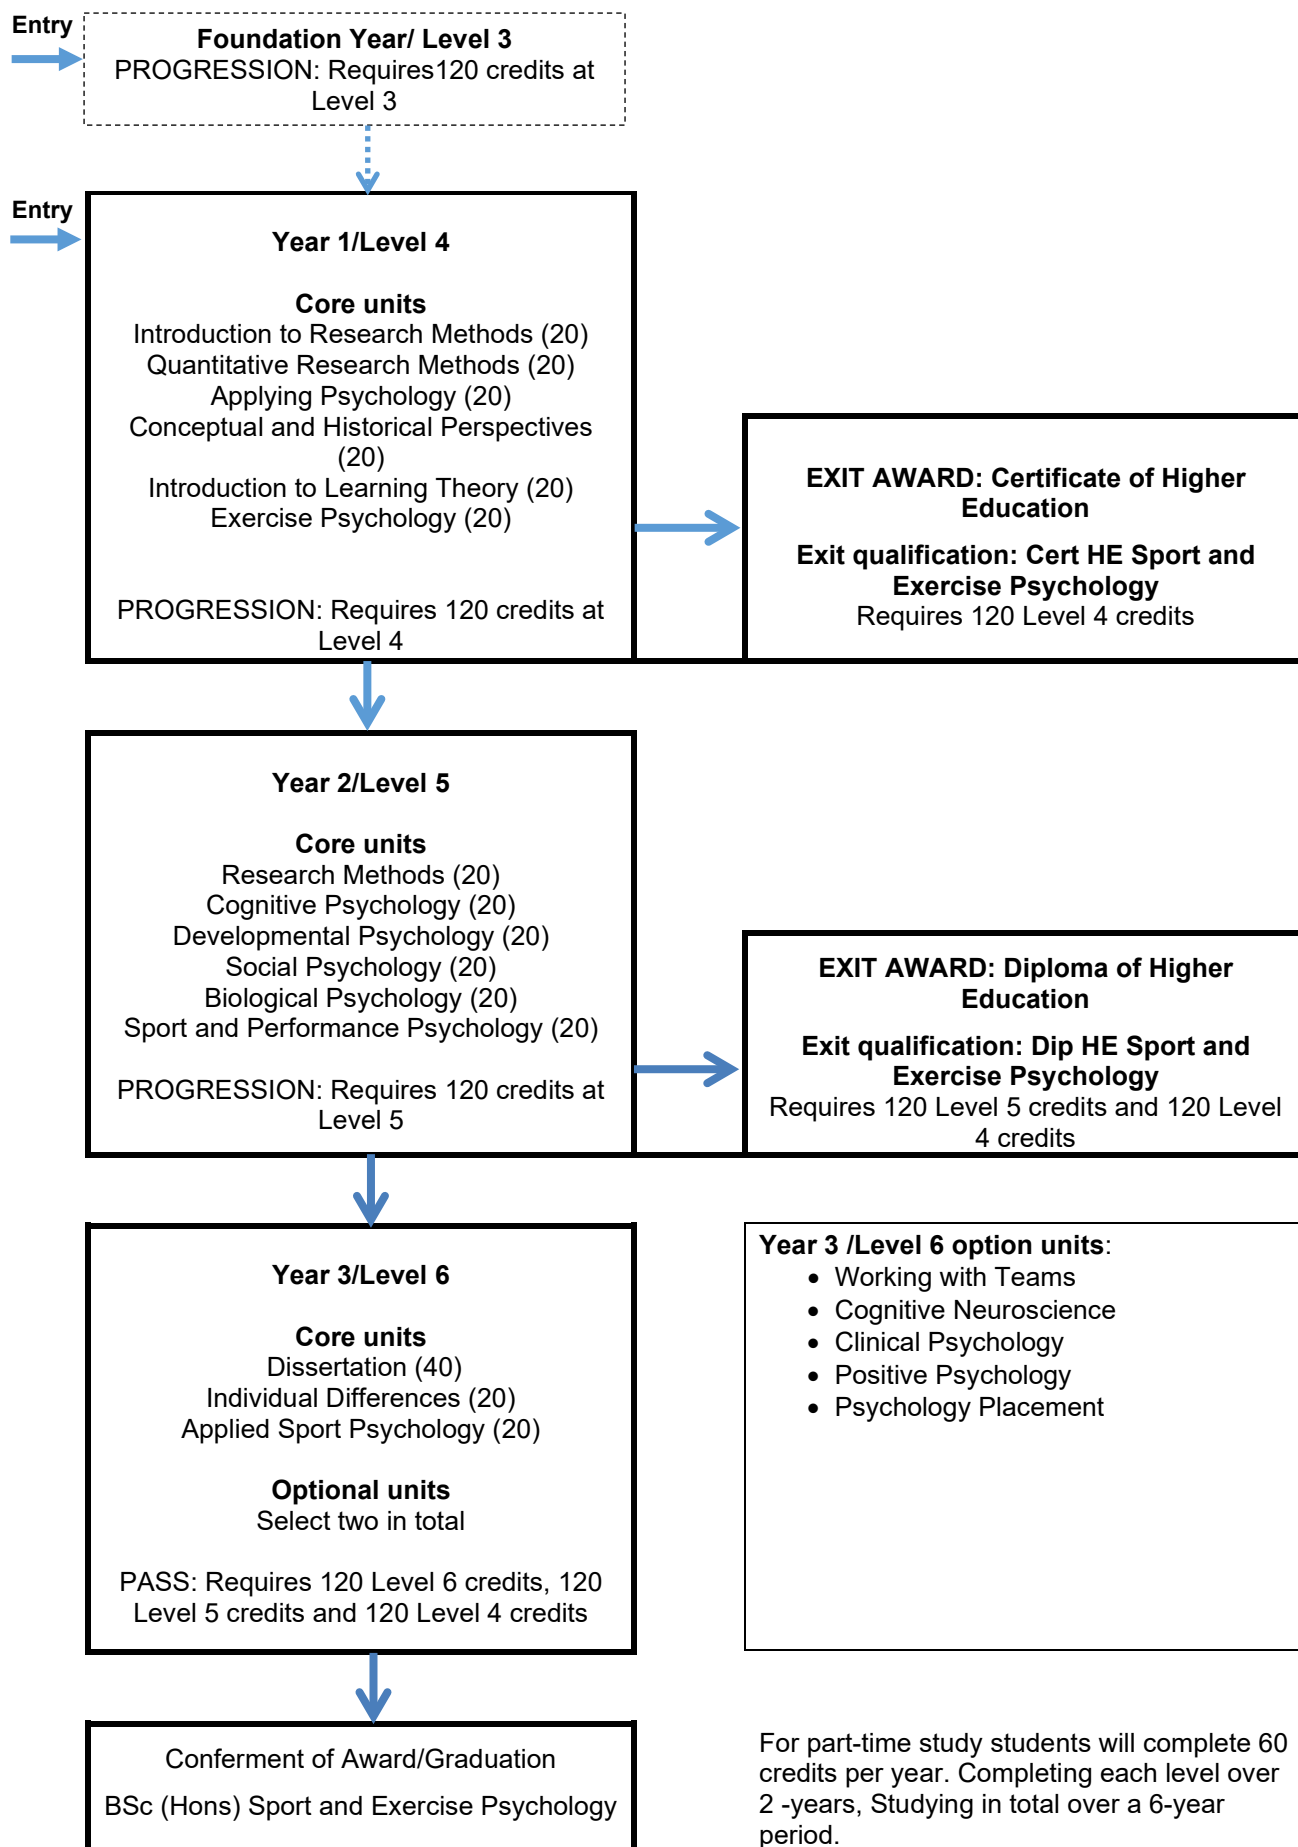 Entry
Foundation Year/ Level 3
PROGRESSION: Requires120 credits at
Level 3
Entry
Year 1/Level 4
Core units
Introduction to Research Methods (20)
Quantitative Research Methods (20)
Applying Psychology (20)
Conceptual and Historical Perspectives
(20)
Introduction to Learning Theory (20)
Exercise Psychology (20)
PROGRESSION: Requires 120 credits at
Level 4
EXIT AWARD: Certificate of Higher
Education
Exit qualification: Cert HE Sport and
Exercise Psychology
Requires 120 Level 4 credits
Year 2/Level 5
Core units
Research Methods (20)
Cognitive Psychology (20)
Developmental Psychology (20)
Social Psychology (20)
Biological Psychology (20)
Sport and Performance Psychology (20)
PROGRESSION: Requires 120 credits at
Level 5
EXIT AWARD: Diploma of Higher
Education
Exit qualification: Dip HE Sport and
Exercise Psychology
Requires 120 Level 5 credits and 120 Level
4 credits
Year 3/Level 6
Core units
Dissertation (40)
Individual Differences (20)
Applied Sport Psychology (20)
Optional units
Select two in total
PASS: Requires 120 Level 6 credits, 120
Level 5 credits and 120 Level 4 credits
Year 3 /Level 6 option units:
• Working with Teams
• Cognitive Neuroscience
• Clinical Psychology
• Positive Psychology
• Psychology Placement
Conferment of Award/Graduation
BSc (Hons) Sport and Exercise Psychology
For part-time study students will complete 60
credits per year. Completing each level over
2 -years, Studying in total over a 6-year
period.